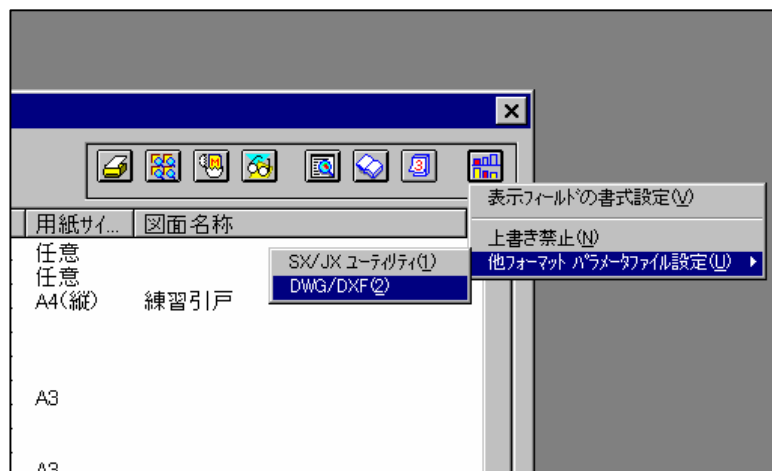 表示フィールドの書式設定(V)
用紙サイ... 図面名称
上書き禁止(N)
任意
SX/JX ユーティリティ(1)
他フォーマット パラメータファイル設定(U)
任意
DWG/DXF(2)
A4(縦) 練習引戸
A3
A3